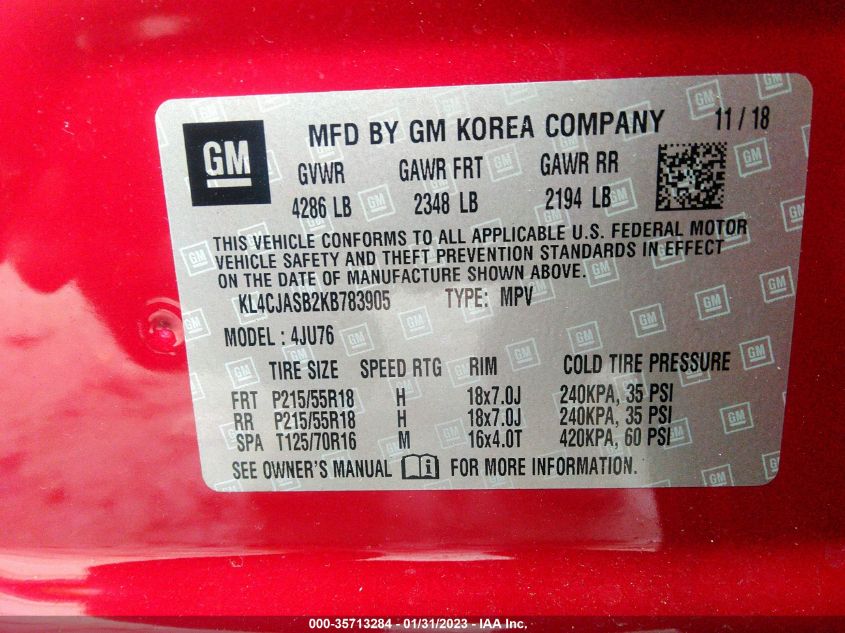 GM MFD BY GM KOREA COMPANY 11 / 18
GVWR GAWR FRT GAWR RR
4286 LB 2348 LB 2194 LB
THIS VEHICLE CONFORMS TO ALL APPLICABLE U.S. FEDERAL MOTOR
VEHICLE SAFETY AND THEFT PREVENTION STANDARDS IN EFFECT
ON THE DATE OF MANUFACTURE SHOWN ABOVE.
KL4CJASB2KB783905 TYPE: MPV
MODEL : 4JU76
TIRE SIZE SPEED RTG RIM COLD TIRE PRESSURE
FRT P215/55R18 H 18x7.0J 240KPA, 35 PSI
RR P215/55R18 H 18x7.0J 240KPA, 35 PSI
SPA T125/70R16 M 16x4.0T 420KPA, 60 PSI
SEE OWNER'S MANUAL FOR MORE INFORMATION.
000-35713284 - 01/31/2023 - IAA Inc.